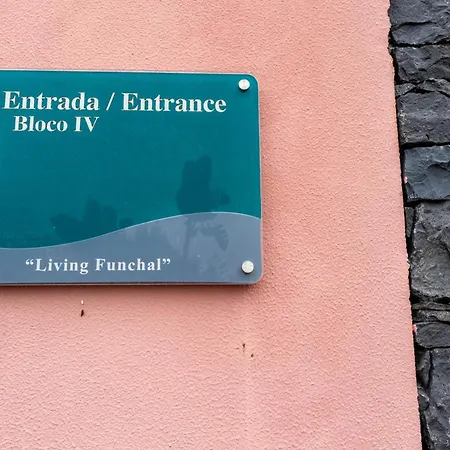 Entrada / Entrance
Bloco IV
“Living Funchal”